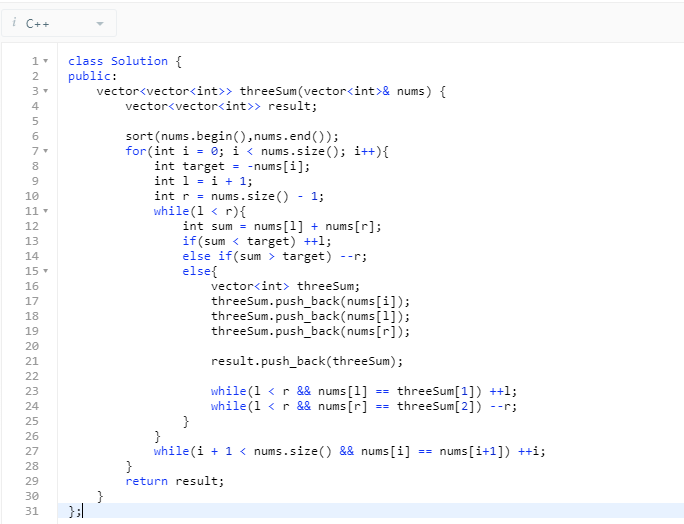 i C++
1 class Solution {
2 public:
3     vector<vector<int>> threeSum(vector<int>& nums) {
4         vector<vector<int>> result;
5
6         sort(nums.begin(),nums.end());
7         for(int i = 0; i < nums.size(); i++){
8             int target = -nums[i];
9             int l = i + 1;
10             int r = nums.size() - 1;
11             while(l < r){
12                 int sum = nums[l] + nums[r];
13                 if(sum < target) ++l;
14                 else if(sum > target) --r;
15                 else{
16                     vector<int> threeSum;
17                     threeSum.push_back(nums[i]);
18                     threeSum.push_back(nums[l]);
19                     threeSum.push_back(nums[r]);
20
21                     result.push_back(threeSum);
22
23                     while(l < r && nums[l] == threeSum[1]) ++l;
24                     while(l < r && nums[r] == threeSum[2]) --r;
25                 }
26             }
27             while(i + 1 < nums.size() && nums[i] == nums[i+1]) ++i;
28         }
29         return result;
30     }
31 };